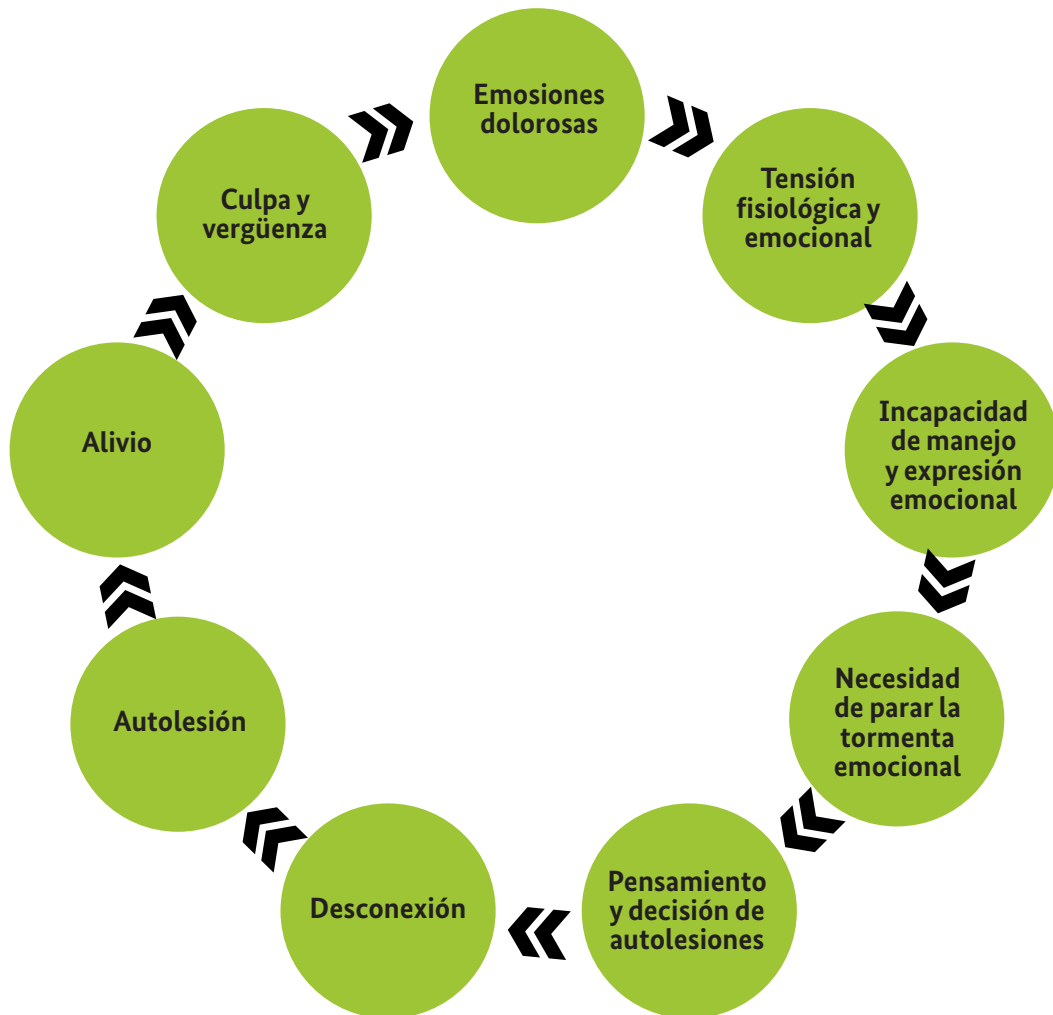 Emosiones
dolorosas
Tensión
fisiológica y
emocional
Incapacidad
de manejo
y expresión
emocional
Necesidad
de parar la
tormenta
emocional
Pensamiento
y decisión de
autolesiones
Desconexión
Autolesión
Alivio
Culpa y
vergüenza